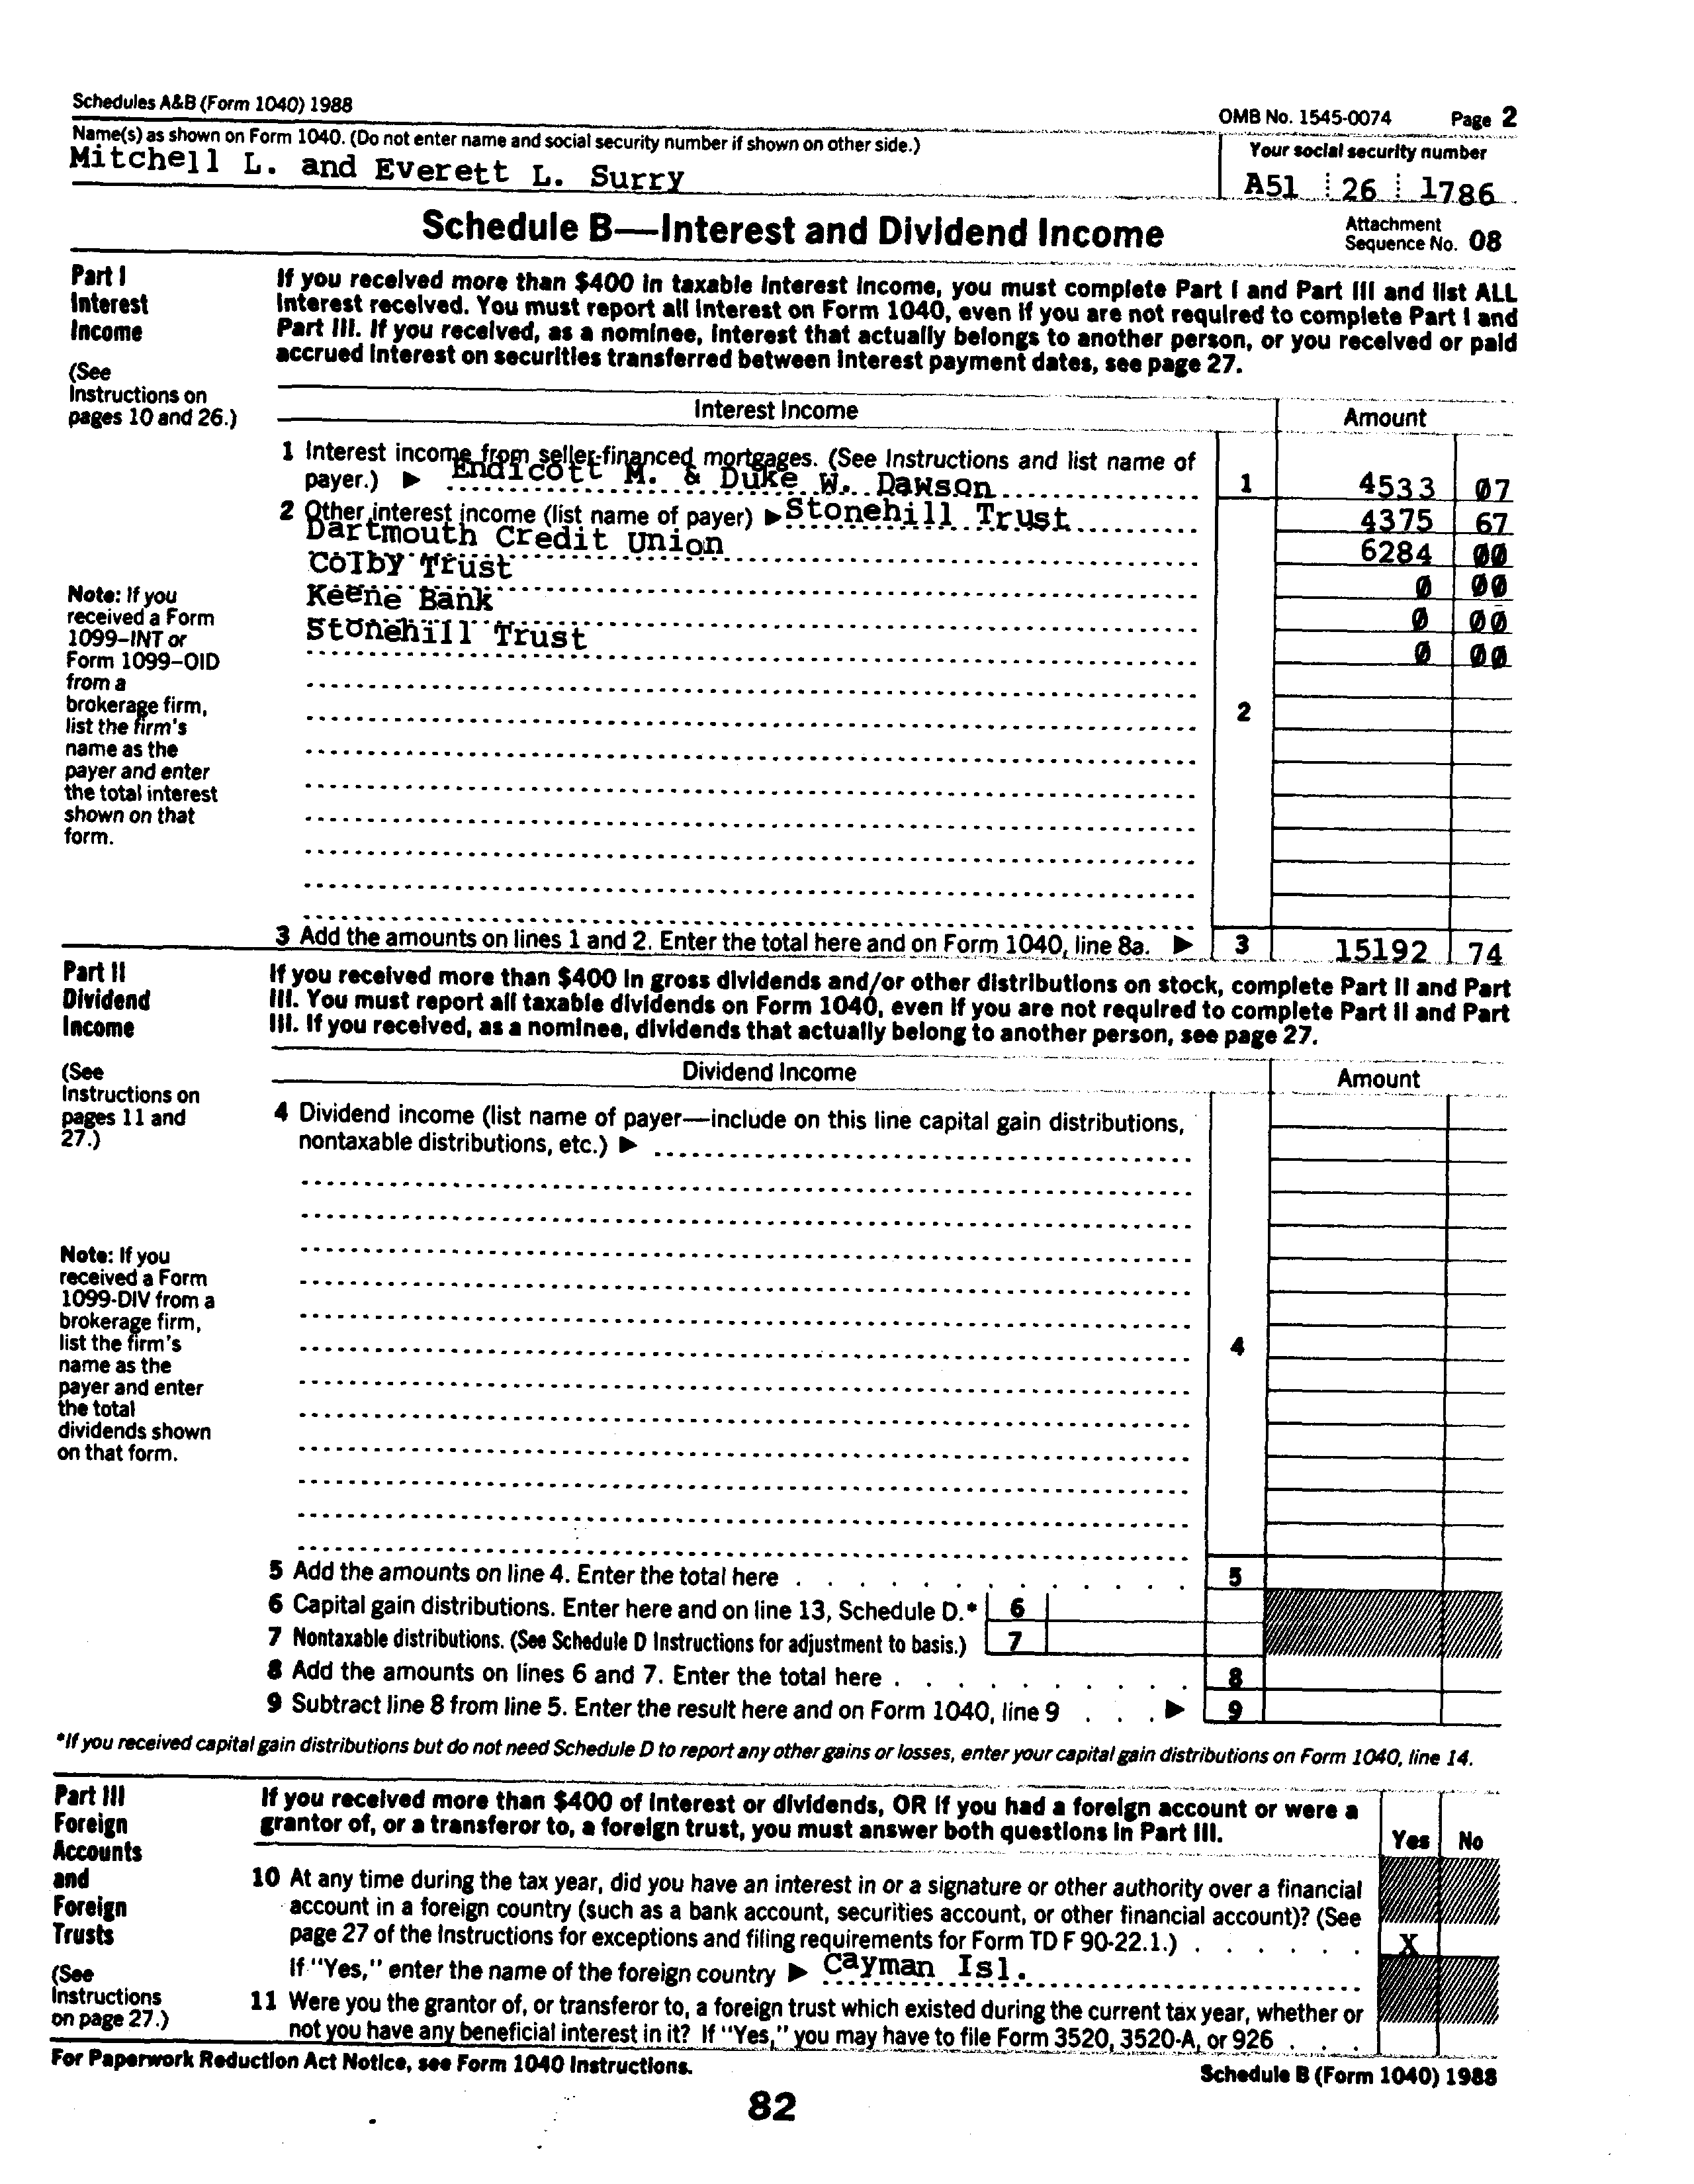 Schedules A&B (Form 1040) 1988
OMB No. 1545-0074 Page 2
Name(s) as shown on Form 1040. (Do not enter name and social security number if shown on other side.)
Your social security number
Mitchell L. and Everett L. Surry
A51 26 1786
Schedule B—Interest and Dividend Income
Attachment
Sequence No. 08
Part I
Interest
Income
(See
Instructions on
pages 10 and 26.)
If you received more than $400 in taxable interest income, you must complete Part I and Part III and list ALL
interest received. You must report all interest on Form 1040, even if you are not required to complete Part I and
Part III. If you received, as a nominee, interest that actually belongs to another person, or you received or paid
accrued interest on securities transferred between interest payment dates, see page 27.
Interest Income Amount
1 Interest income from seller-financed mortgages. (See Instructions and list name of
payer.) ▶ Endicott M. & Duke W. Dawson 1 4533 07
2 Other interest income (list name of payer) ▶ Stonehill Trust 4375 67
Dartmouth Credit Union 6284 00
Colby Trust 0 00
Keene Bank 0 00
Stonehill Trust 0 00
2
Note: If you
received a Form
1099–INT or
Form 1099–OID
from a
brokerage firm,
list the firm's
name as the
payer and enter
the total interest
shown on that
form.
3 Add the amounts on lines 1 and 2. Enter the total here and on Form 1040, line 8a. ▶ 3 15192 74
Part II
Dividend
Income
(See
Instructions on
pages 11 and
27.)
If you received more than $400 in gross dividends and/or other distributions on stock, complete Part II and Part
III. You must report all taxable dividends on Form 1040, even if you are not required to complete Part II and Part
III. If you received, as a nominee, dividends that actually belong to another person, see page 27.
Dividend Income Amount
4 Dividend income (list name of payer—include on this line capital gain distributions,
nontaxable distributions, etc.) ▶
4
Note: If you
received a Form
1099-DIV from a
brokerage firm,
list the firm's
name as the
payer and enter
the total
dividends shown
on that form.
5 Add the amounts on line 4. Enter the total here . . . . . . . . . . . . . 5
6 Capital gain distributions. Enter here and on line 13, Schedule D.* 6
7 Nontaxable distributions. (See Schedule D Instructions for adjustment to basis.) 7
8 Add the amounts on lines 6 and 7. Enter the total here . . . . . . . . . . 8
9 Subtract line 8 from line 5. Enter the result here and on Form 1040, line 9 . . . ▶ 9
*If you received capital gain distributions but do not need Schedule D to report any other gains or losses, enter your capital gain distributions on Form 1040, line 14.
Part III
Foreign
Accounts
and
Foreign
Trusts
(See
Instructions
on page 27.)
If you received more than $400 of interest or dividends, OR if you had a foreign account or were a
grantor of, or a transferor to, a foreign trust, you must answer both questions in Part III.
Yes No
10 At any time during the tax year, did you have an interest in or a signature or other authority over a financial
account in a foreign country (such as a bank account, securities account, or other financial account)? (See
page 27 of the Instructions for exceptions and filing requirements for Form TD F 90-22.1.) . . . . . . X
If "Yes," enter the name of the foreign country ▶ Cayman Isl.
11 Were you the grantor of, or transferor to, a foreign trust which existed during the current tax year, whether or
not you have any beneficial interest in it? If "Yes," you may have to file Form 3520, 3520-A, or 926 . . .
For Paperwork Reduction Act Notice, see Form 1040 Instructions.
Schedule B (Form 1040) 1988
82